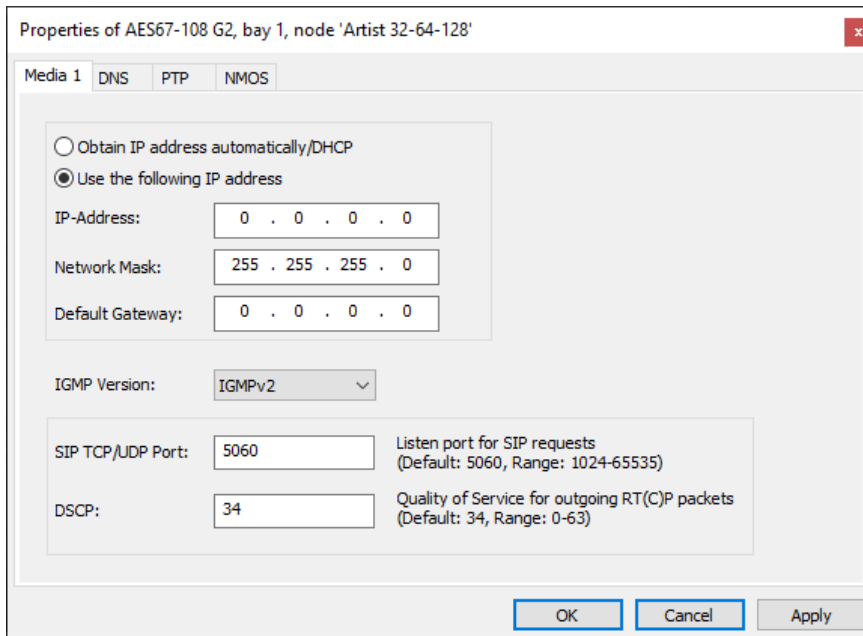 Properties of AES67-108 G2, bay 1, node 'Artist 32-64-128'
x
Media 1 DNS PTP NMOS
Obtain IP address automatically/DHCP
Use the following IP address
IP-Address: 0 . 0 . 0 . 0
Network Mask: 255 . 255 . 255 . 0
Default Gateway: 0 . 0 . 0 . 0
IGMP Version: IGMPv2
SIP TCP/UDP Port: 5060 Listen port for SIP requests
(Default: 5060, Range: 1024-65535)
DSCP: 34 Quality of Service for outgoing RT(C)P packets
(Default: 34, Range: 0-63)
OK Cancel Apply